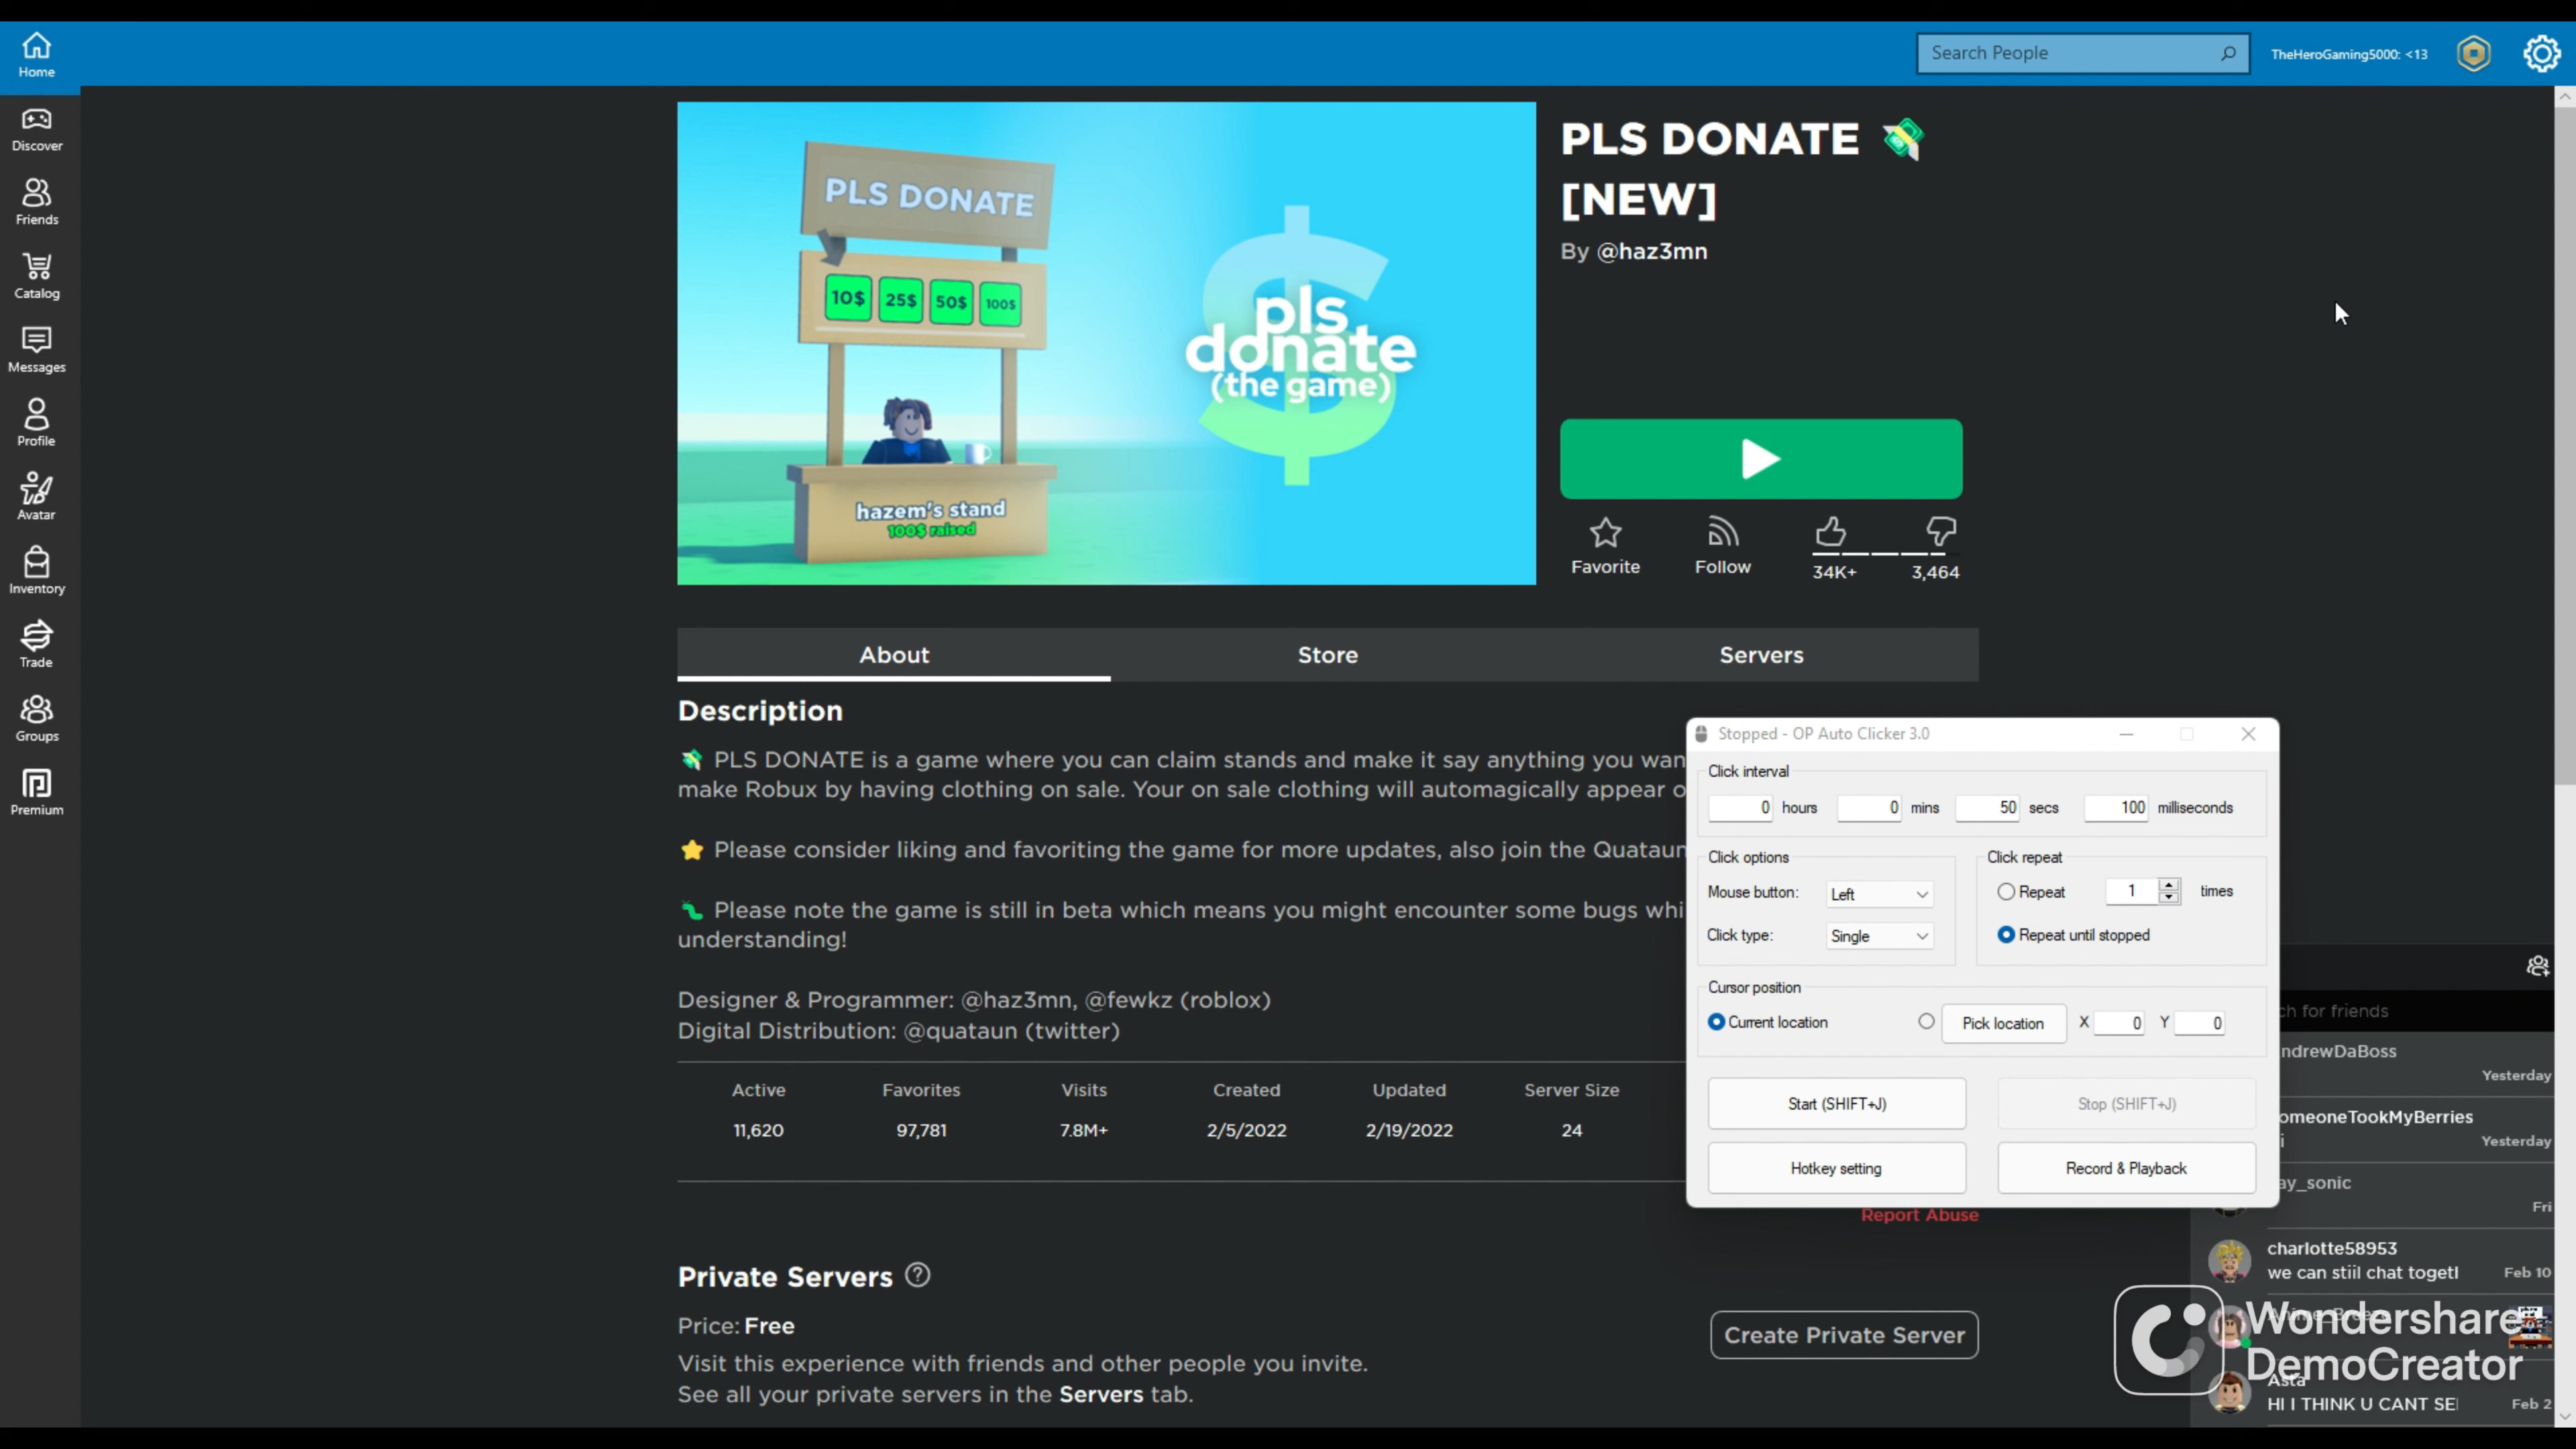 Home
Search People
TheHeroGaming5000: <13
Discover
Friends
Catalog
Messages
Profile
Avatar
Inventory
Trade
Groups
Premium
PLS DONATE
10$ 25$ 50$ 100$
hazem's stand
100$ raised
pls
donate
(the game)
PLS DONATE
[NEW]
By @haz3mn
Favorite
Follow
34K+
3,464
About
Store
Servers
Description
PLS DONATE is a game where you can claim stands and make it say anything you wan
make Robux by having clothing on sale. Your on sale clothing will automagically appear o
Please consider liking and favoriting the game for more updates, also join the Quataun
Please note the game is still in beta which means you might encounter some bugs whi
understanding!
Designer & Programmer: @haz3mn, @fewkz (roblox)
Digital Distribution: @quataun (twitter)
Active Favorites Visits Created Updated Server Size
11,620 97,781 7.8M+ 2/5/2022 2/19/2022 24
Report Abuse
Private Servers
Price: Free
Visit this experience with friends and other people you invite.
See all your private servers in the Servers tab.
Create Private Server
Stopped - OP Auto Clicker 3.0
Click interval
0 hours 0 mins 50 secs 100 milliseconds
Click options
Mouse button: Left
Click type: Single
Click repeat
Repeat 1 times
Repeat until stopped
Cursor position
Current location
Pick location X 0 Y 0
Start (SHIFT+J)
Stop (SHIFT+J)
Hotkey setting
Record & Playback
ch for friends
ndrewDaBoss
Yesterday
omeoneTookMyBerries
i
Yesterday
ay_sonic
Fri
charlotte58953
we can stiil chat toget
Feb 10
Asta
HI I THINK U CANT SE
Feb 2
Wondershare
DemoCreator